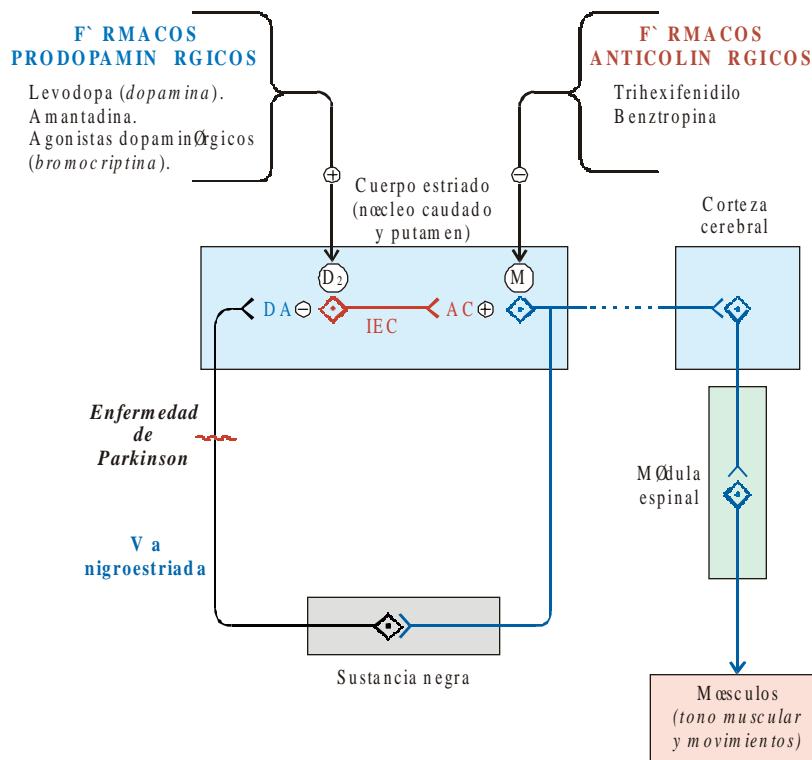 F` RMACOS
PRODOPAMIN RGICOS
Levodopa (dopamina).
Amantadina.
Agonistas dopaminØrgicos
(bromocriptina).
F` RMACOS
ANTICOLIN RGICOS
Trihexifenidilo
Benztropina
+
−
Cuerpo estriado
(nœcleo caudado
y putamen)
Corteza
cerebral
D2
M
DA −
IEC
AC +
Enfermedad
de
Parkinson
MØdula
espinal
V a
nigroestriada
Sustancia negra
Mœsculos
(tono muscular
y movimientos)